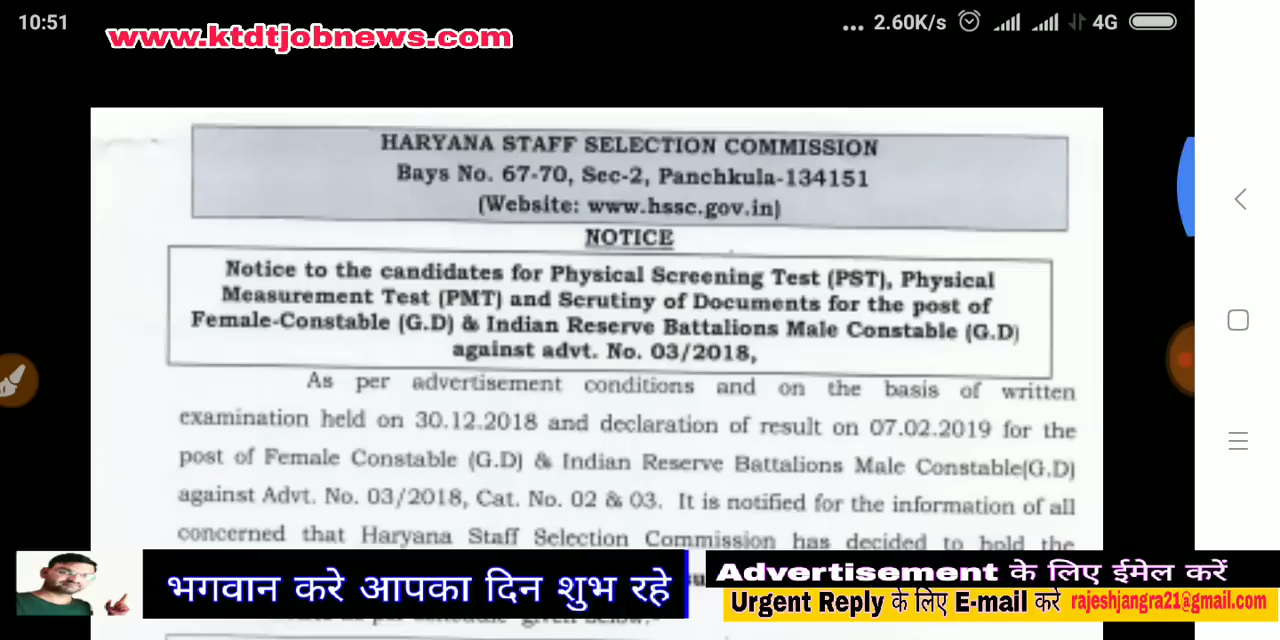 10:51
... 2.60K/s 4G
www.ktdtjobnews.com
HARYANA STAFF SELECTION COMMISSION
Bays No. 67-70, Sec-2, Panchkula-134151
(Website: www.hssc.gov.in)
NOTICE
Notice to the candidates for Physical Screening Test (PST), Physical
Measurement Test (PMT) and Scrutiny of Documents for the post of
Female-Constable (G.D) & Indian Reserve Battalions Male Constable (G.D)
against advt. No. 03/2018,
As per advertisement conditions and on the basis of written
examination held on 30.12.2018 and declaration of result on 07.02.2019 for the
post of Female Constable (G.D) & Indian Reserve Battalions Male Constable(G.D)
against Advt. No. 03/2018, Cat. No. 02 & 03. It is notified for the information of all
concerned that Haryana Staff Selection Commission has decided to hold the
भगवान करे आपका दिन शुभ रहे
Advertisement के लिए ईमेल करें
Urgent Reply के लिए E-mail करे rajeshjangra21@gmail.com
as per schedule given below:-